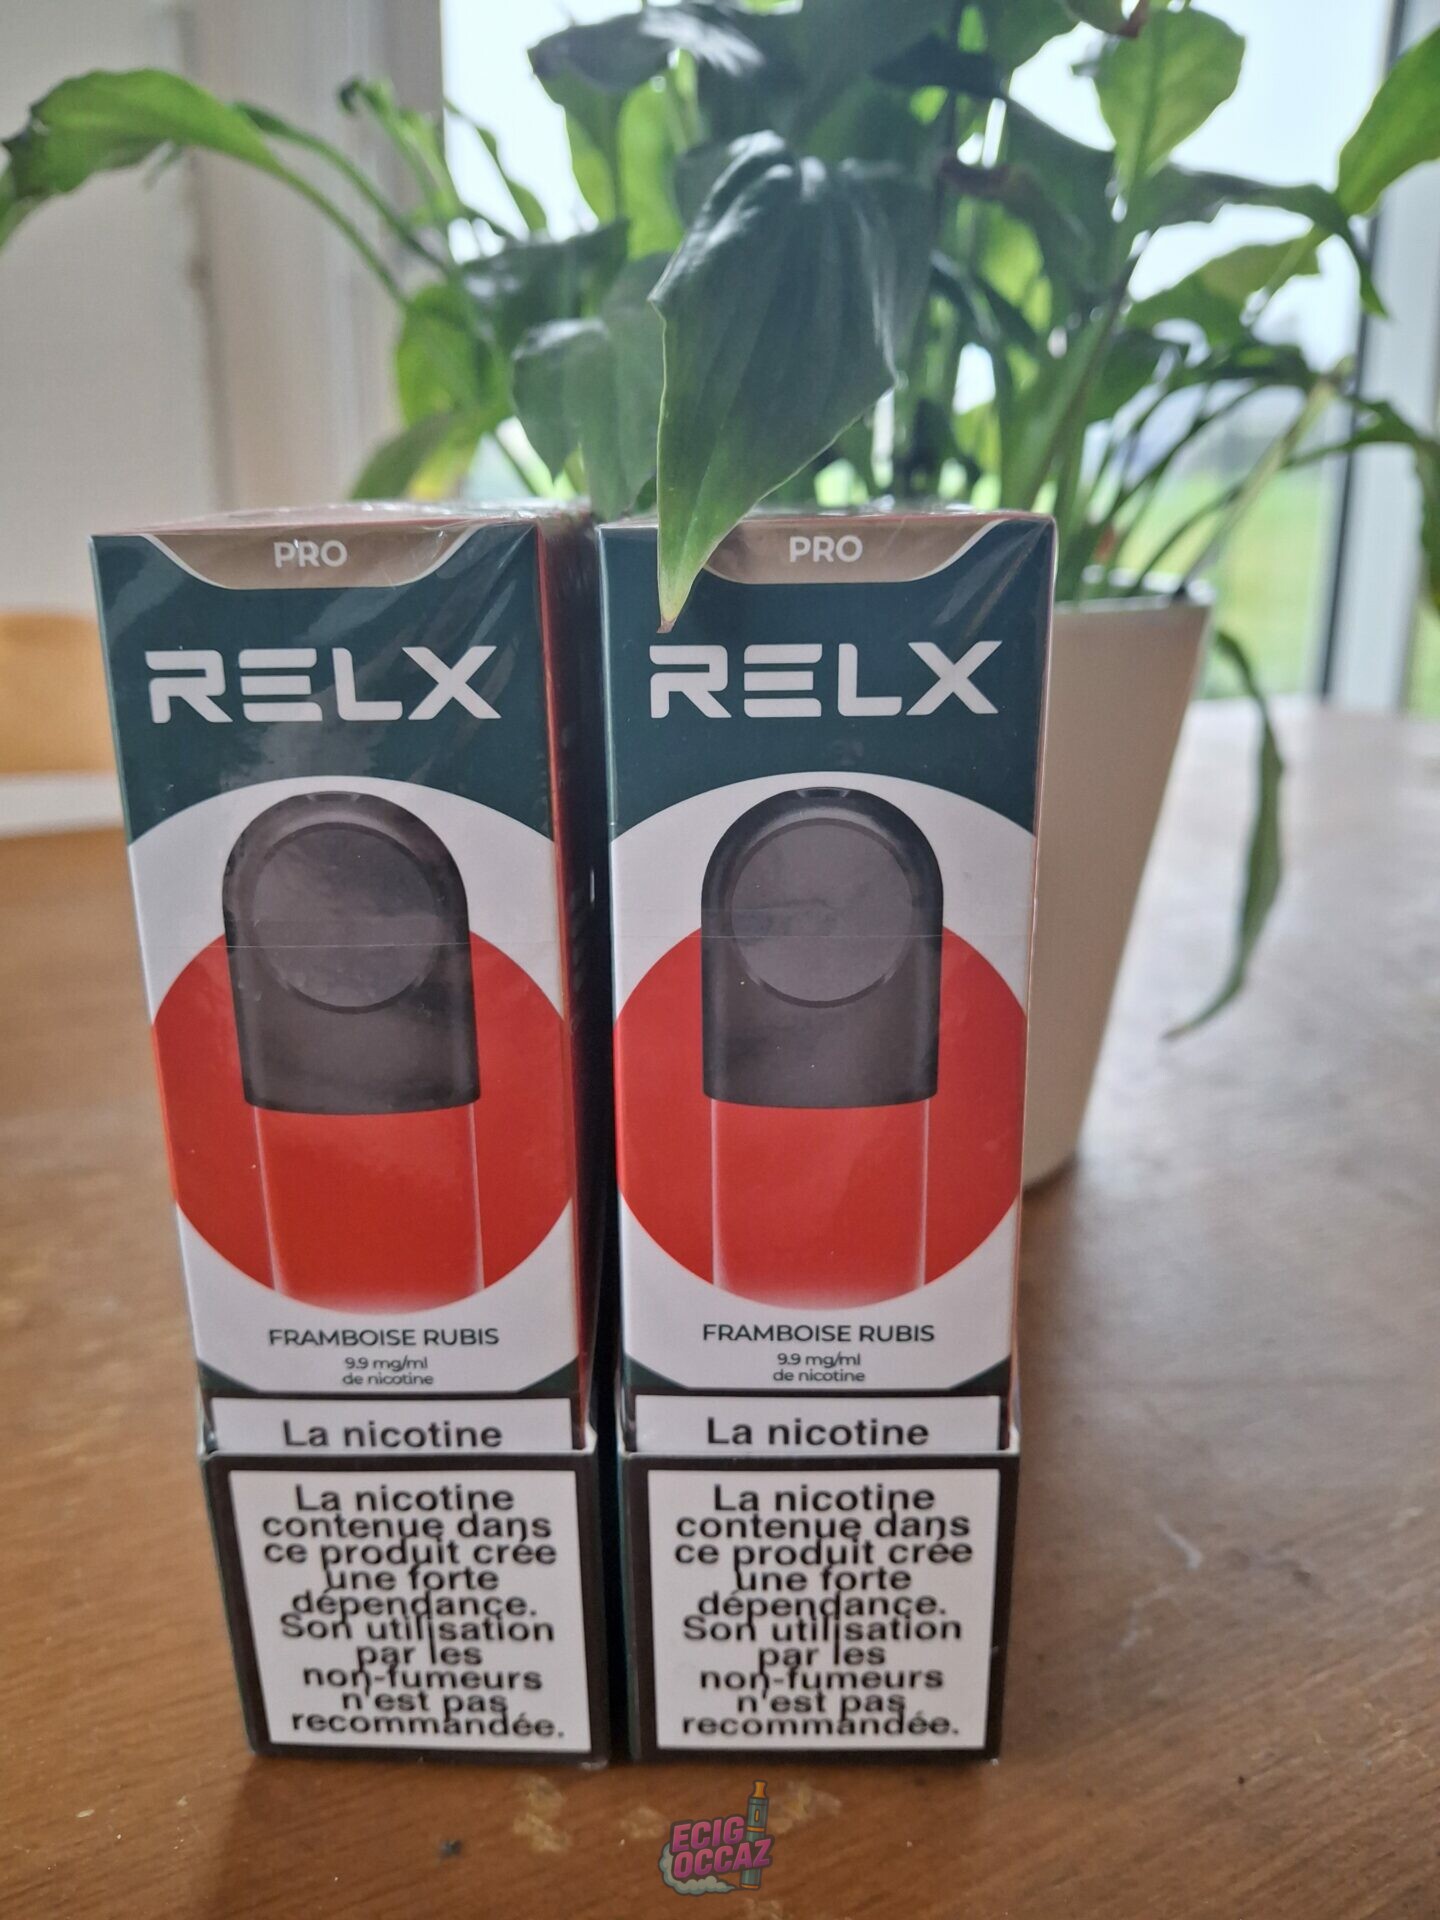 PRO
RELX
FRAMBOISE RUBIS
9.9 mg/ml
de nicotine
La nicotine
La nicotine
contenue dans
ce produit crée
une forte
dépendance.
Son utilisation
par les
non-fumeurs
n'est pas
recommandée.
PRO
RELX
FRAMBOISE RUBIS
9.9 mg/ml
de nicotine
La nicotine
La nicotine
contenue dans
ce produit crée
une forte
dépendance.
Son utilisation
par les
non-fumeurs
n'est pas
recommandée.
ECIG
OCCAZ